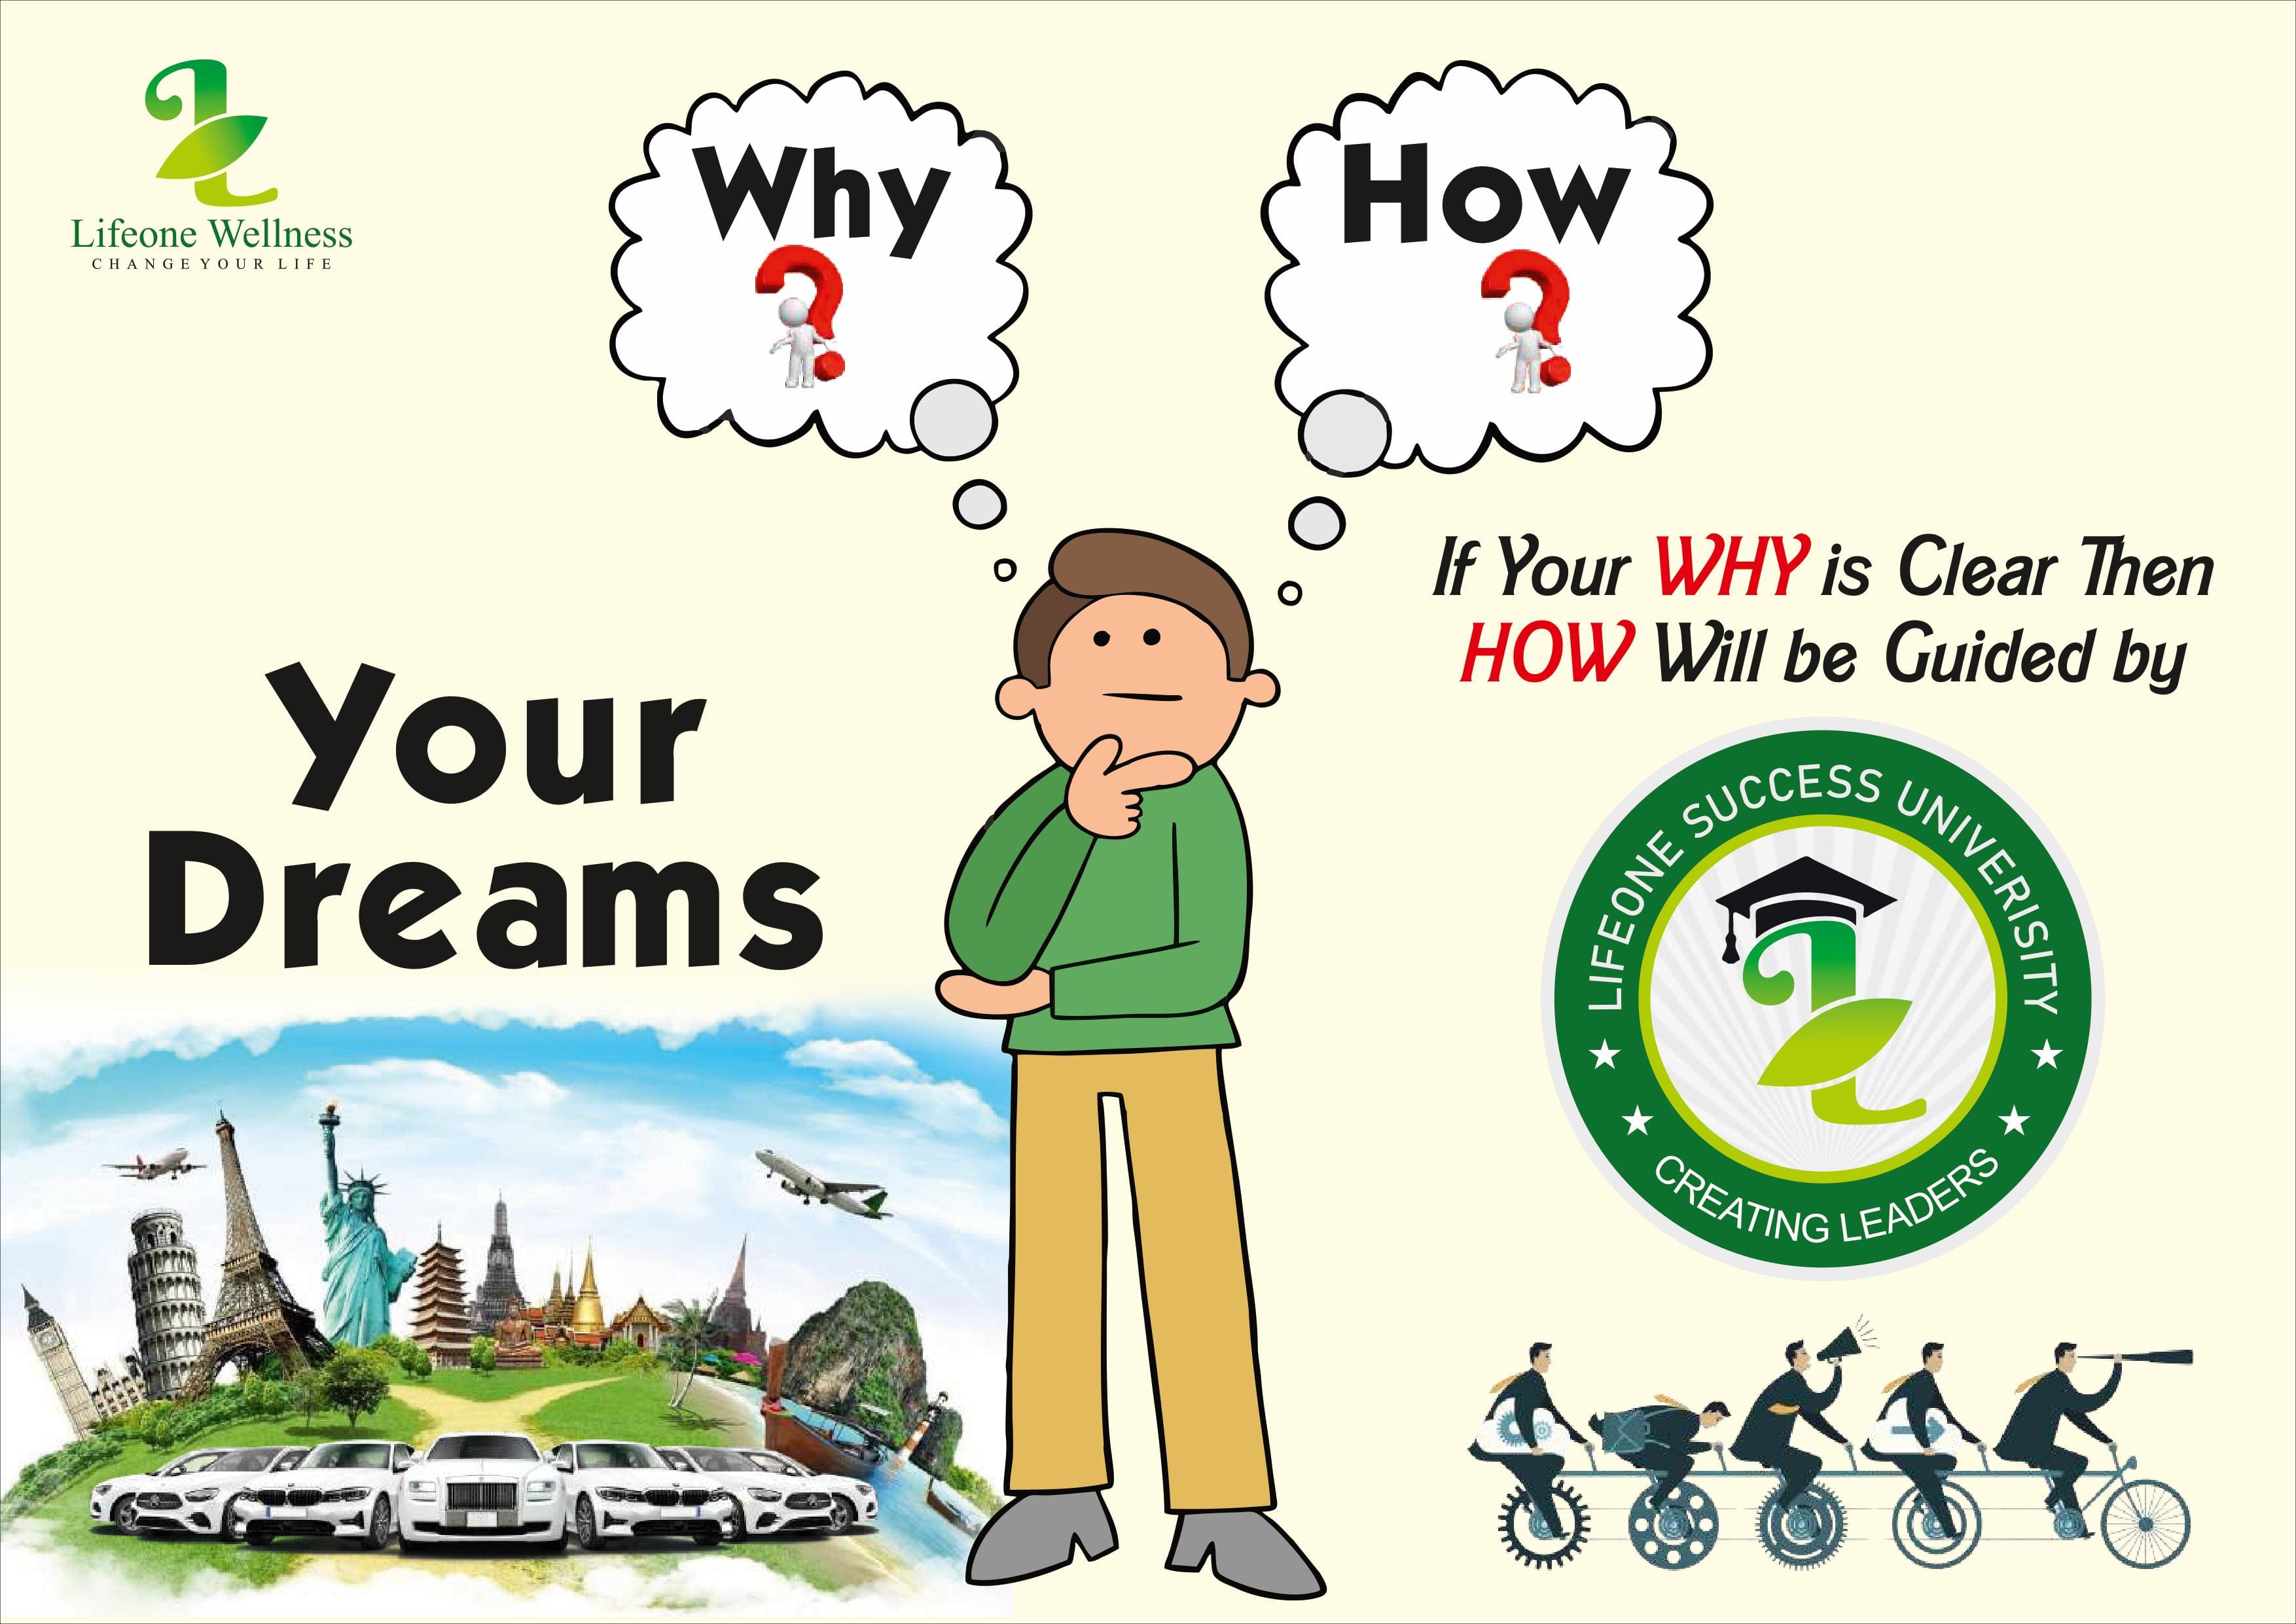 Lifeone Wellness
CHANGE YOUR LIFE
Why
?
How
?
If Your WHY is Clear Then
HOW Will be Guided by
Your
Dreams
LIFEONE SUCCESS UNIVERISITY
CREATING LEADERS